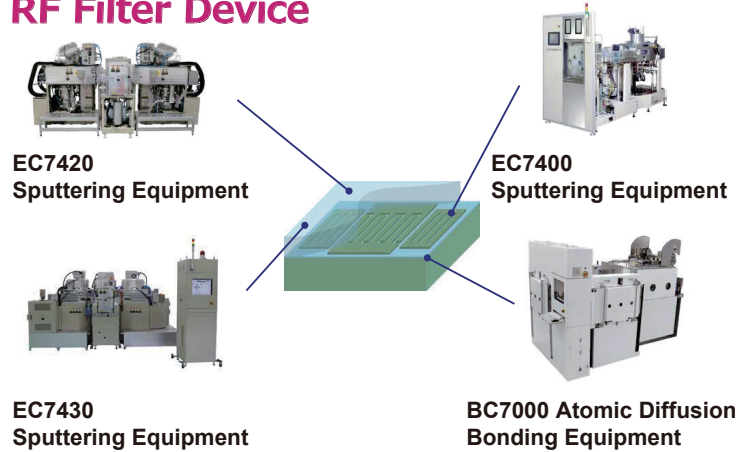 RF Filter Device
EC7420
Sputtering Equipment
EC7400
Sputtering Equipment
EC7430
Sputtering Equipment
BC7000 Atomic Diffusion
Bonding Equipment